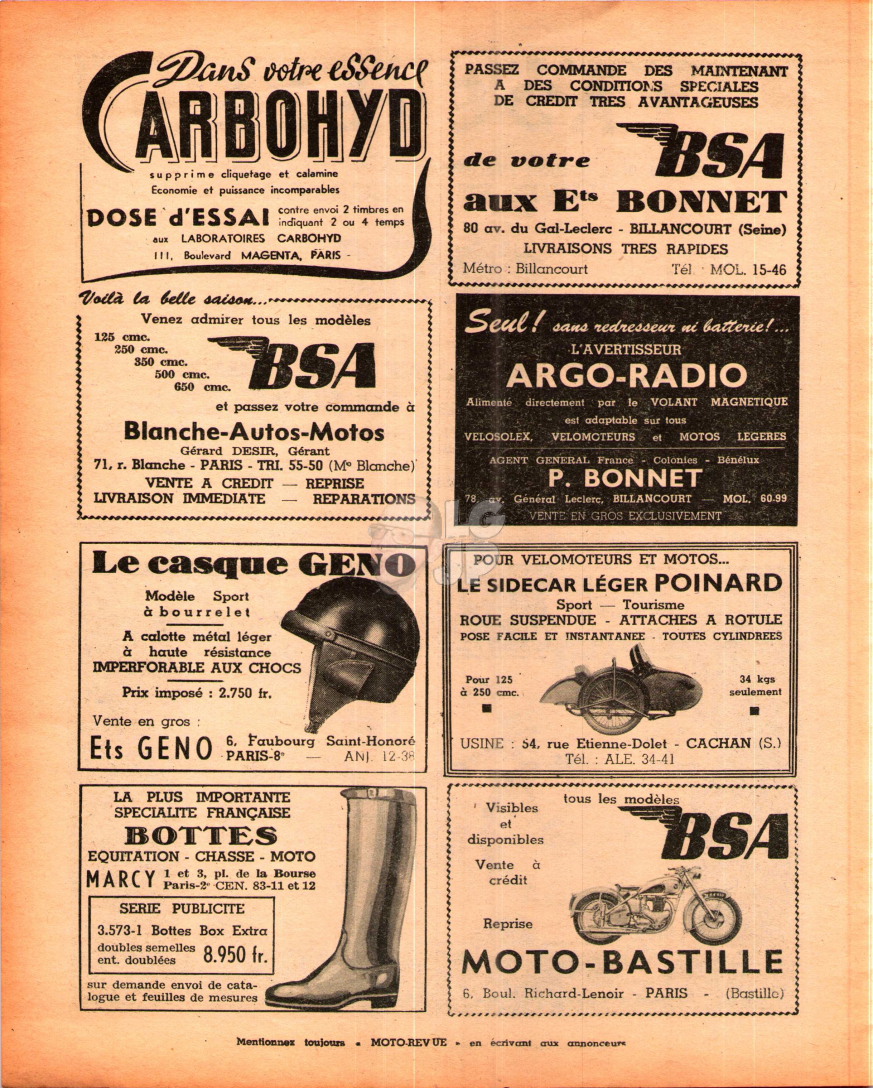 Dans votre essence
CARBOHYD
supprime cliquetage et calamine
Economie et puissance incomparables
DOSE d'ESSAI contre envoi 2 timbres en
indiquant 2 ou 4 temps
aux LABORATOIRES CARBOHYD
111, Boulevard MAGENTA, PARIS -
PASSEZ COMMANDE DES MAINTENANT
A DES CONDITIONS SPECIALES
DE CREDIT TRES AVANTAGEUSES
de votre BSA
aux Ets BONNET
80 av. du Gal-Leclerc - BILLANCOURT (Seine)
LIVRAISONS TRES RAPIDES
Métro : Billancourt Tél. MOL. 15-46
Voilà la belle saison...
Venez admirer tous les modèles
125 cmc.
250 cmc.
350 cmc.
500 cmc.
650 cmc.
BSA
et passez votre commande à
Blanche-Autos-Motos
Gérard DESIR, Gérant
71, r. Blanche - PARIS - TRI. 55-50 (Mo Blanche)
VENTE A CREDIT — REPRISE
LIVRAISON IMMEDIATE — REPARATIONS
Seul! sans redresseur ni batterie!...
L'AVERTISSEUR
ARGO-RADIO
Alimenté directement par le VOLANT MAGNETIQUE
est adaptable sur tous
VELOSOLEX, VELOMOTEURS et MOTOS LEGERES
AGENT GENERAL France - Colonies - Bénélux
P. BONNET
78, av. Général Leclerc, BILLANCOURT — MOL. 60-99
VENTE EN GROS EXCLUSIVEMENT
LG
JP
Le casque GENO
Modèle Sport
à bourrelet
A calotte métal léger
à haute résistance
IMPERFORABLE AUX CHOCS
Prix imposé : 2.750 fr.
Vente en gros :
Ets GENO 6, Faubourg Saint-Honoré
PARIS-8e — ANJ. 12-36
POUR VELOMOTEURS ET MOTOS...
LE SIDECAR LÉGER POINARD
Sport — Tourisme
ROUE SUSPENDUE - ATTACHES A ROTULE
POSE FACILE ET INSTANTANEE - TOUTES CYLINDREES
Pour 125
à 250 cmc.
34 kgs
seulement
USINE : 54, rue Etienne-Dolet - CACHAN (S.)
Tél. : ALE. 34-41
LA PLUS IMPORTANTE
SPECIALITE FRANÇAISE
BOTTES
EQUITATION - CHASSE - MOTO
MARCY 1 et 3, pl. de la Bourse
Paris-2e CEN. 83-11 et 12
SERIE PUBLICITE
3.573-1 Bottes Box Extra
doubles semelles
ent. doublées 8.950 fr.
sur demande envoi de cata-
logue et feuilles de mesures
tous les modèles
Visibles
et
disponibles
BSA
Vente à
crédit
Reprise
MOTO-BASTILLE
6, Boul. Richard-Lenoir - PARIS - (Bastille)
Mentionnez toujours « MOTO-REVUE » en écrivant aux annonceurs